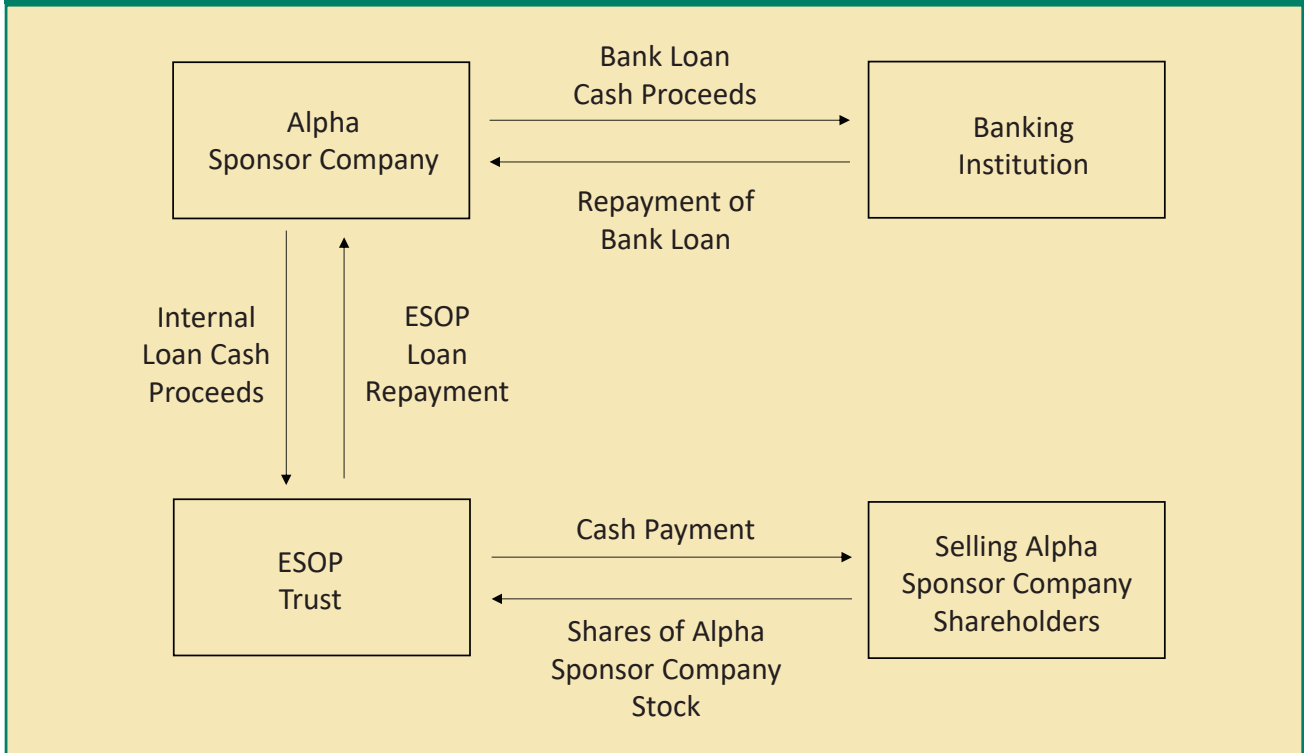 Bank Loan
Cash Proceeds
Alpha
Sponsor Company
Banking
Institution
Repayment of
Bank Loan
Internal
Loan Cash
Proceeds
ESOP
Loan
Repayment
ESOP
Trust
Cash Payment
Selling Alpha
Sponsor Company
Shareholders
Shares of Alpha
Sponsor Company
Stock